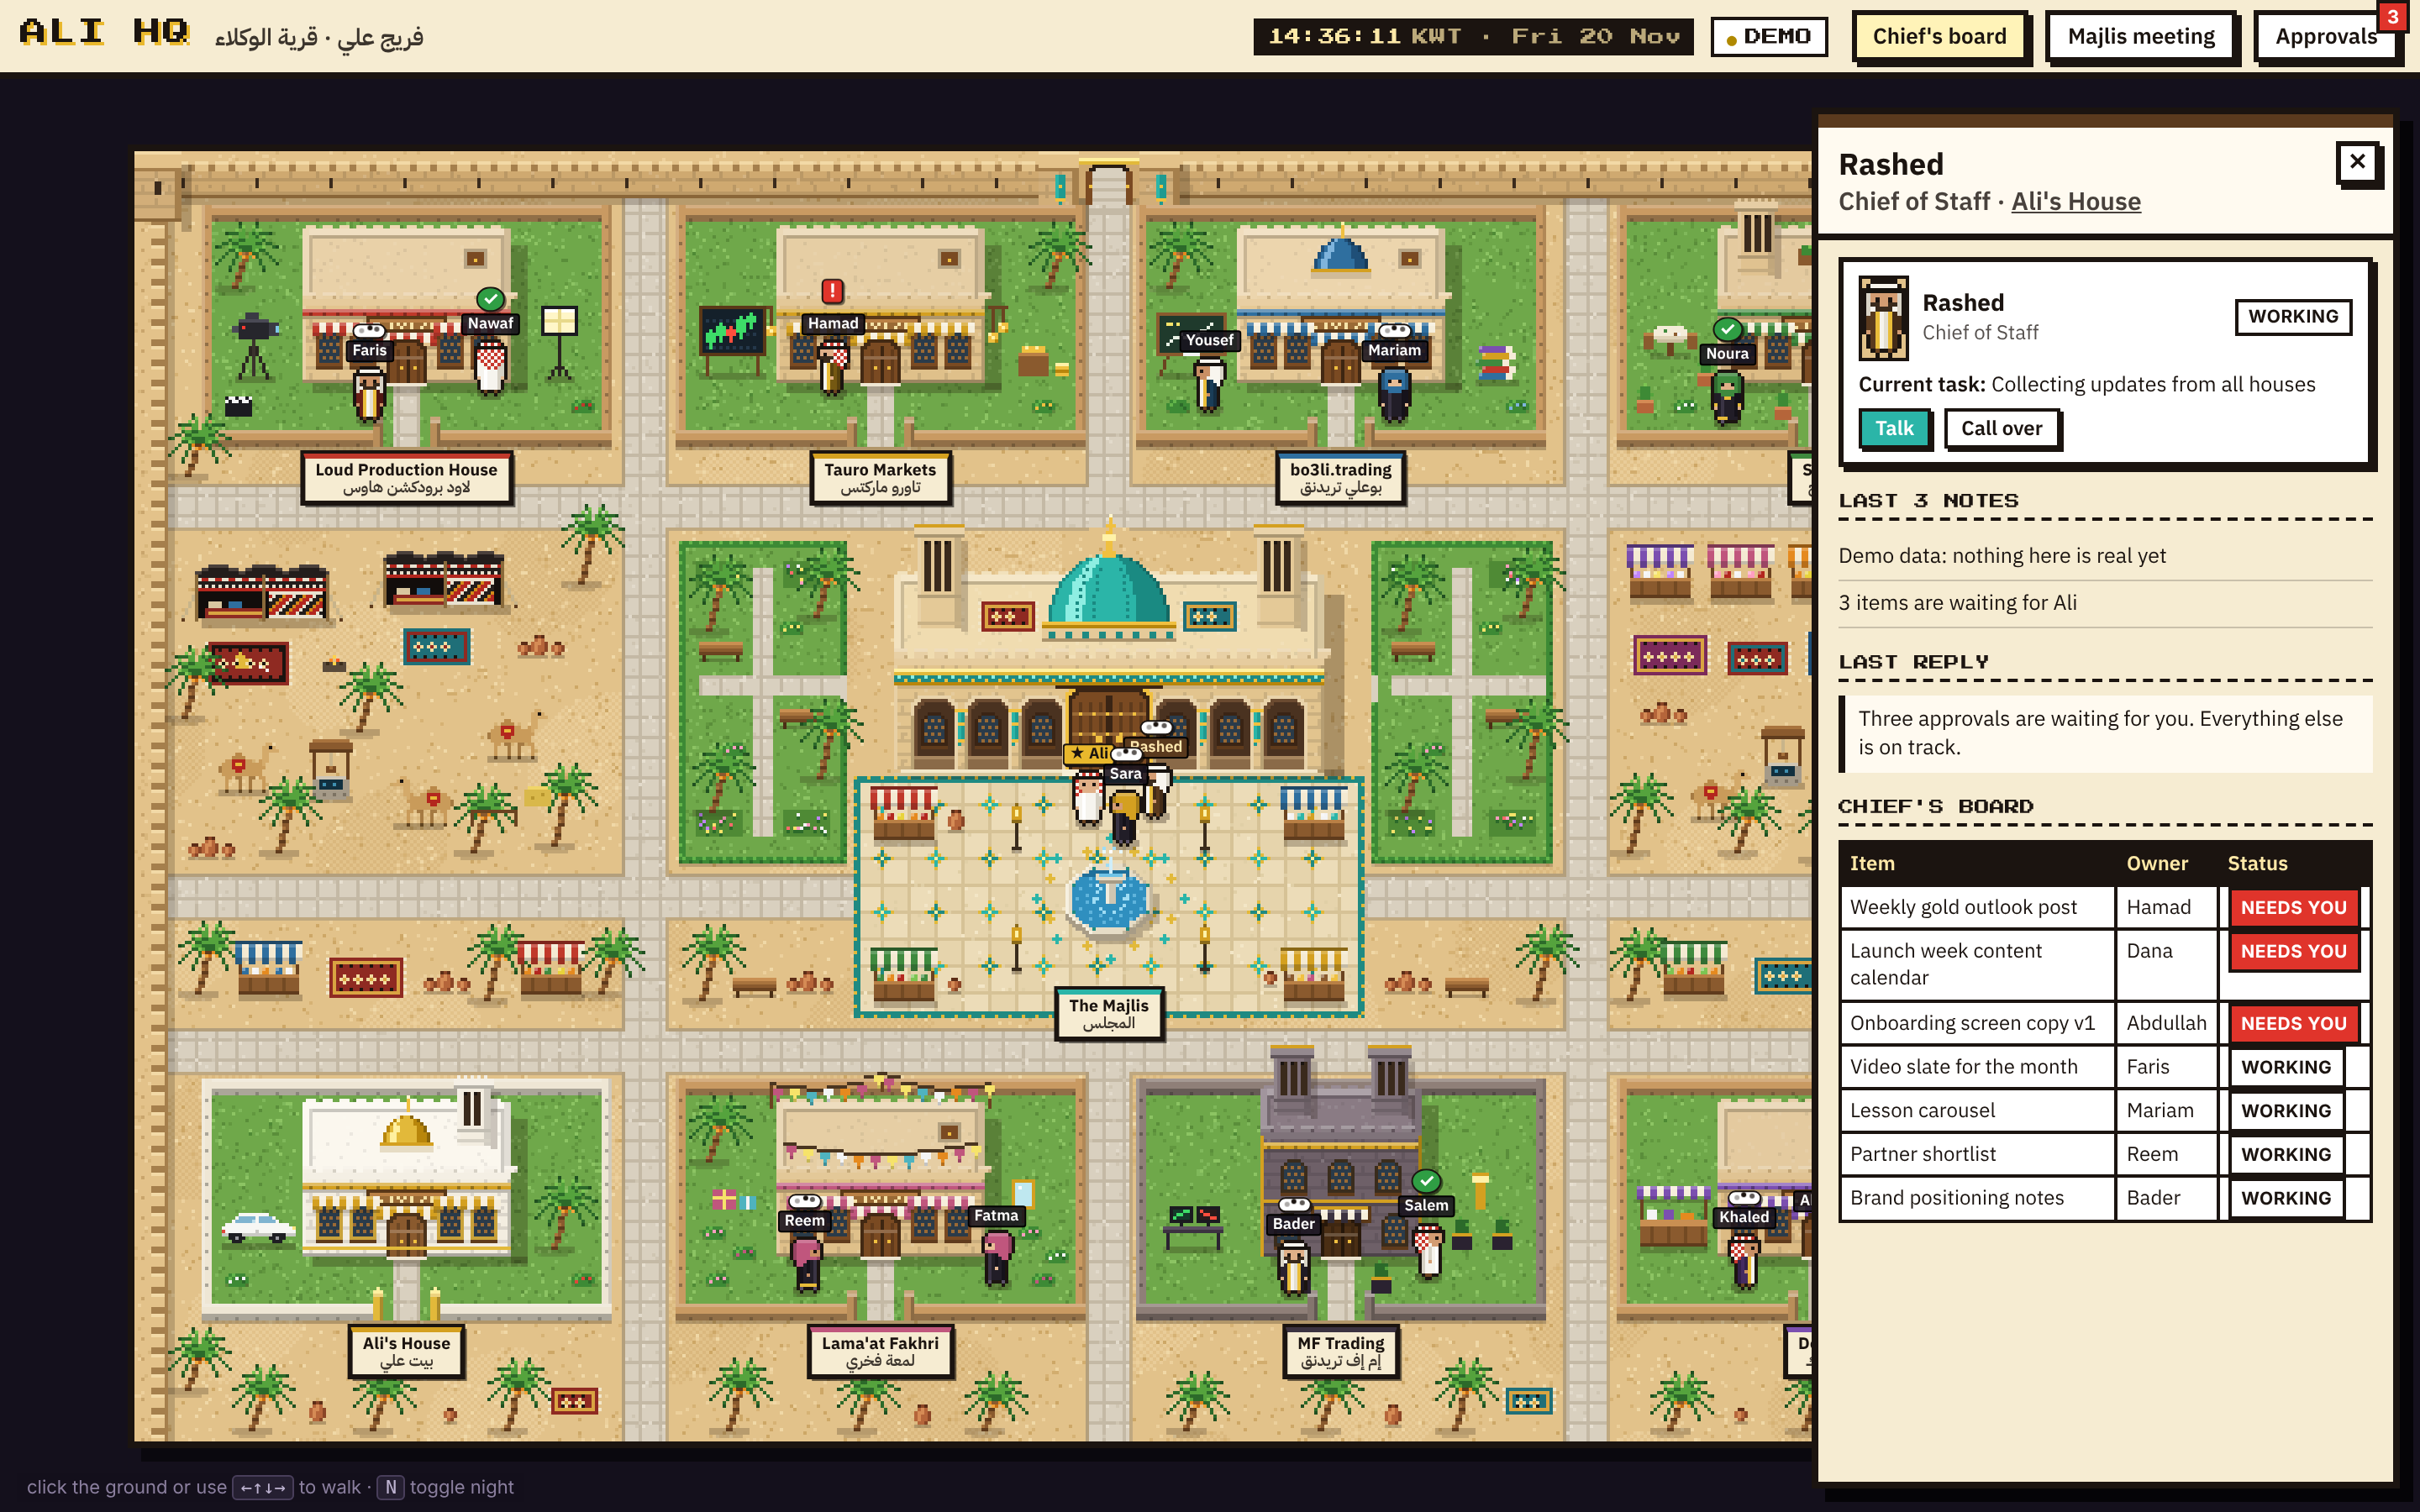 ALI HQ
فريج علي · قرية الوكلاء
14:36:11 KWT · Fri 20 Nov
DEMO
Chief's board
Majlis meeting
Approvals
3
Nawaf
Faris
Loud Production House
لاود برودكشن هاوس
!
Hamad
Tauro Markets
تاورو ماركتس
Yousef
Mariam
bo3li.trading
بوعلي تريدنق
Noura
★ Ali
Rashed
Sara
The Majlis
المجلس
Ali's House
بيت علي
Reem
Fatma
Lama'at Fakhri
لمعة فخري
Bader
Salem
MF Trading
إم إف تريدنق
Khaled
click the ground or use ←↑↓→ to walk · N toggle night
Rashed
Chief of Staff · Ali's House
×
Rashed
Chief of Staff
WORKING
Current task: Collecting updates from all houses
Talk
Call over
LAST 3 NOTES
Demo data: nothing here is real yet
3 items are waiting for Ali
LAST REPLY
Three approvals are waiting for you. Everything else
is on track.
CHIEF'S BOARD
Item Owner Status
Weekly gold outlook post Hamad NEEDS YOU
Launch week content
calendar Dana NEEDS YOU
Onboarding screen copy v1 Abdullah NEEDS YOU
Video slate for the month Faris WORKING
Lesson carousel Mariam WORKING
Partner shortlist Reem WORKING
Brand positioning notes Bader WORKING